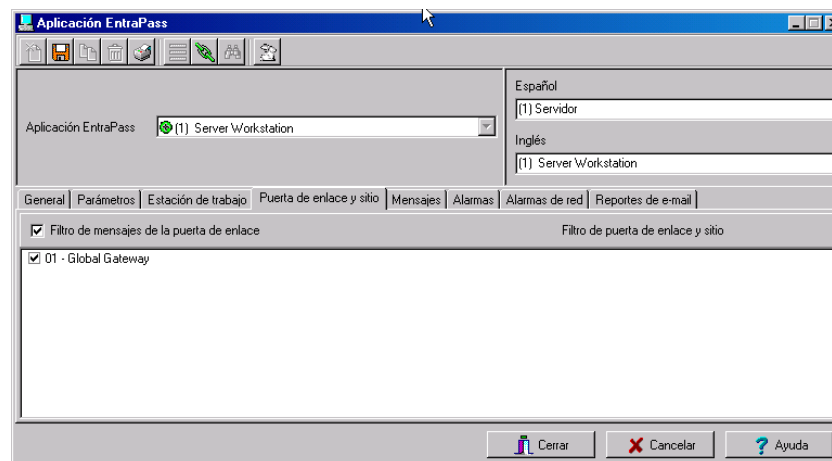 Aplicación EntraPass
Español
(1) Servidor
Aplicación EntraPass
(1) Server Workstation
Inglés
(1) Server Workstation
General Parámetros Estación de trabajo Puerta de enlace y sitio Mensajes Alarmas Alarmas de red Reportes de e-mail
Filtro de mensajes de la puerta de enlace Filtro de puerta de enlace y sitio
01 - Global Gateway
Cerrar Cancelar Ayuda